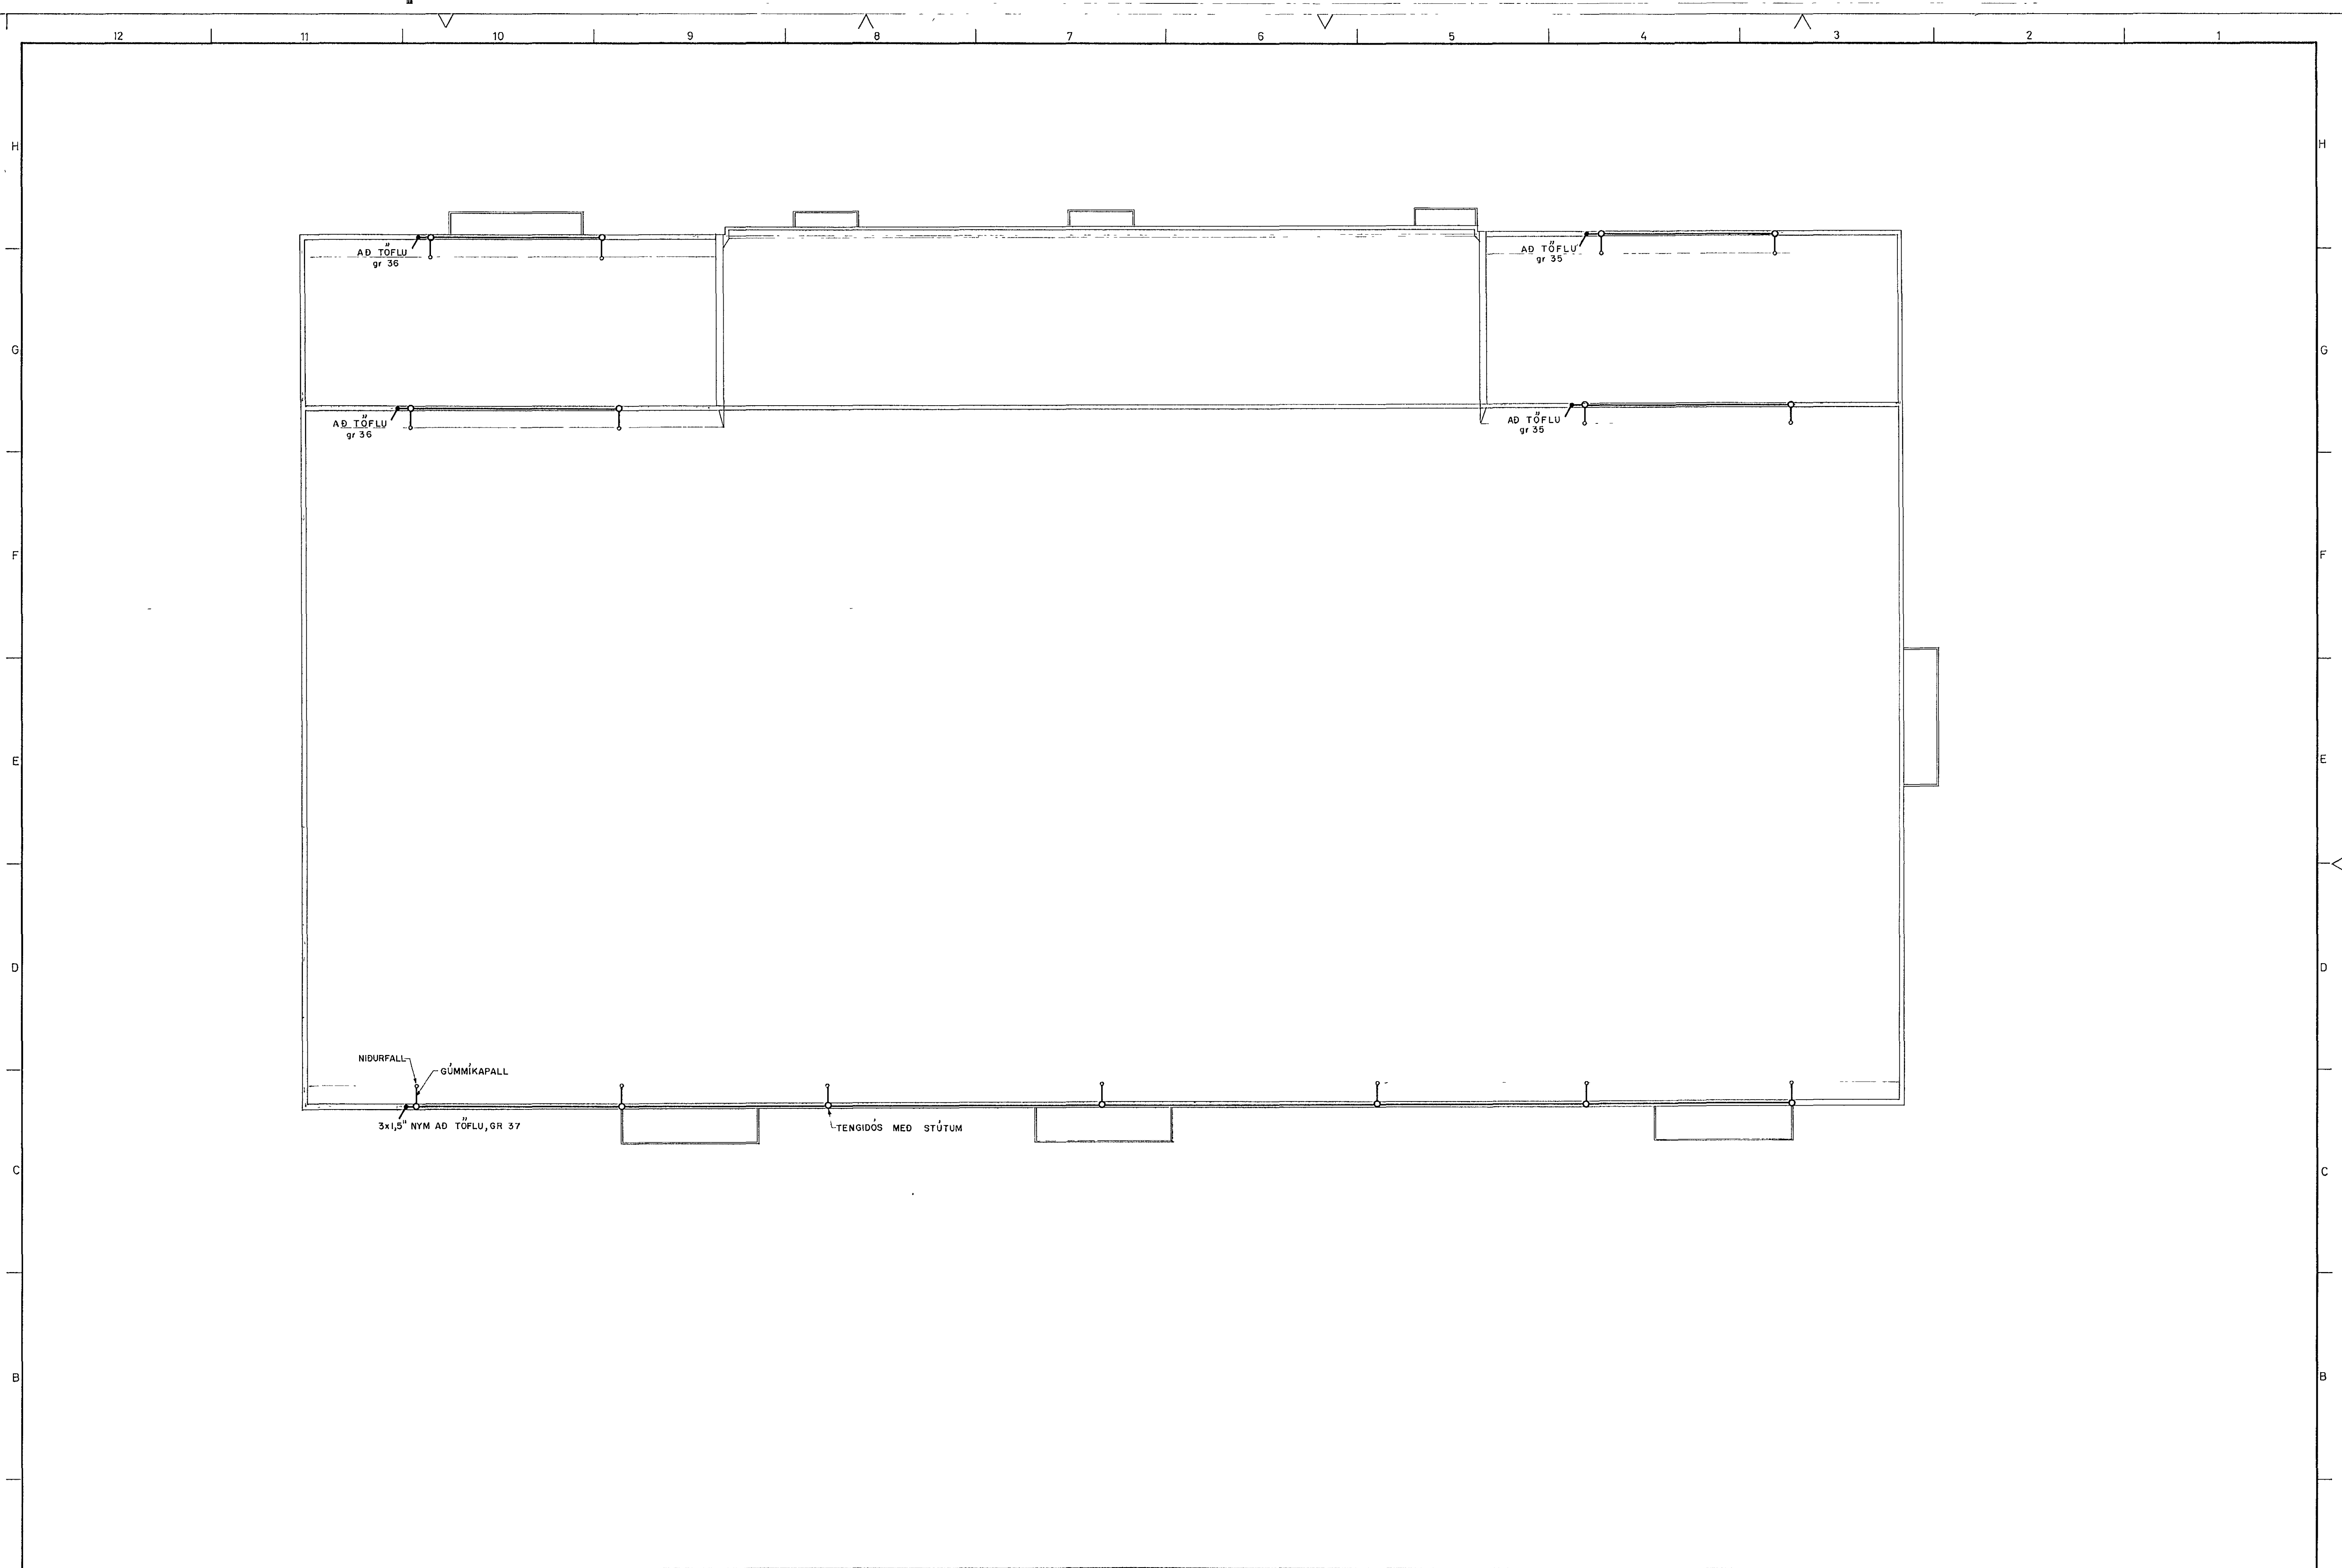 12 11 10 9 8 7 6 5 4 3 2 1
H H
AÐ TÖFLU
gr 36
AÐ TÖFLU
gr 35
G G
AÐ TÖFLU
gr 36
AÐ TÖFLU
gr 35
F F
E E
D D
NIÐURFALL
GÚMMÍKAPALL
3x1,5" NYM AÐ TÖFLU, GR 37
TENGIDÓS MEÐ STÚTUM
C C
B B